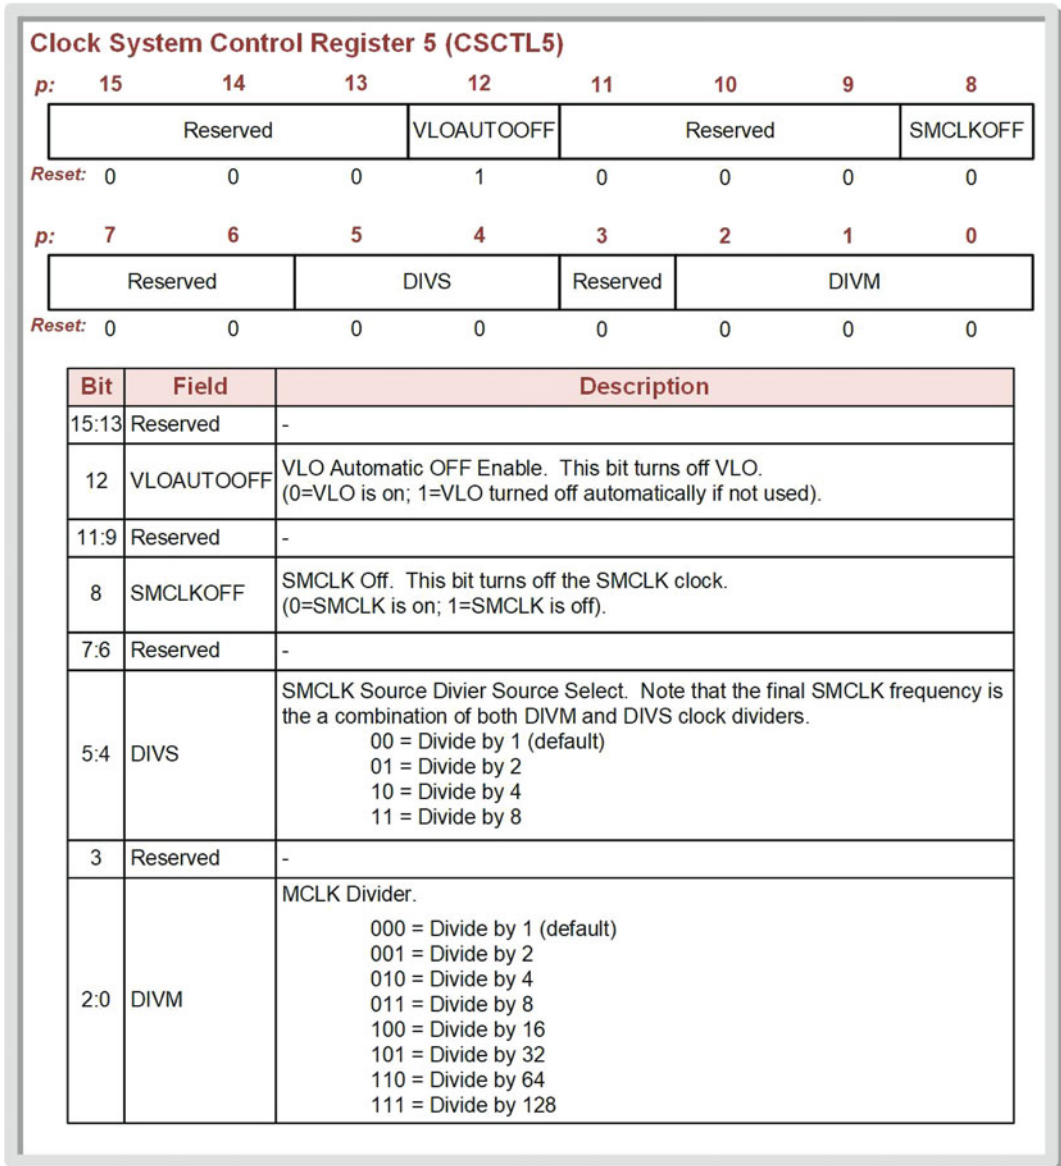 Clock System Control Register 5 (CSCTL5)
p: 15 14 13 12 11 10 9 8
Reserved VLOAUTOOFF Reserved SMCLKOFF
Reset: 0 0 0 1 0 0 0 0
p: 7 6 5 4 3 2 1 0
Reserved DIVS Reserved DIVM
Reset: 0 0 0 0 0 0 0 0
Bit Field Description
15:13 Reserved -
12 VLOAUTOOFF VLO Automatic OFF Enable. This bit turns off VLO.
(0=VLO is on; 1=VLO turned off automatically if not used).
11:9 Reserved -
8 SMCLKOFF SMCLK Off. This bit turns off the SMCLK clock.
(0=SMCLK is on; 1=SMCLK is off).
7:6 Reserved -
5:4 DIVS SMCLK Source Divier Source Select. Note that the final SMCLK frequency is
the a combination of both DIVM and DIVS clock dividers.
00 = Divide by 1 (default)
01 = Divide by 2
10 = Divide by 4
11 = Divide by 8
3 Reserved -
2:0 DIVM MCLK Divider.
000 = Divide by 1 (default)
001 = Divide by 2
010 = Divide by 4
011 = Divide by 8
100 = Divide by 16
101 = Divide by 32
110 = Divide by 64
111 = Divide by 128